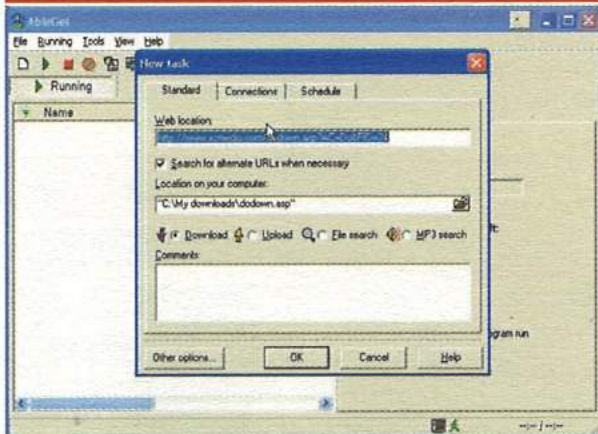 AbleGet
File Running Tools View Help
Running
Name
New task
Standard Connections Schedule
Web location:
Search for alternate URLs when necessary
Location on your computer:
"C:\My downloads\dodown.asp"
Download Upload File search MP3 search
Comments:
ft:
gram run
Other options... OK Cancel Help
--:-- / --:--